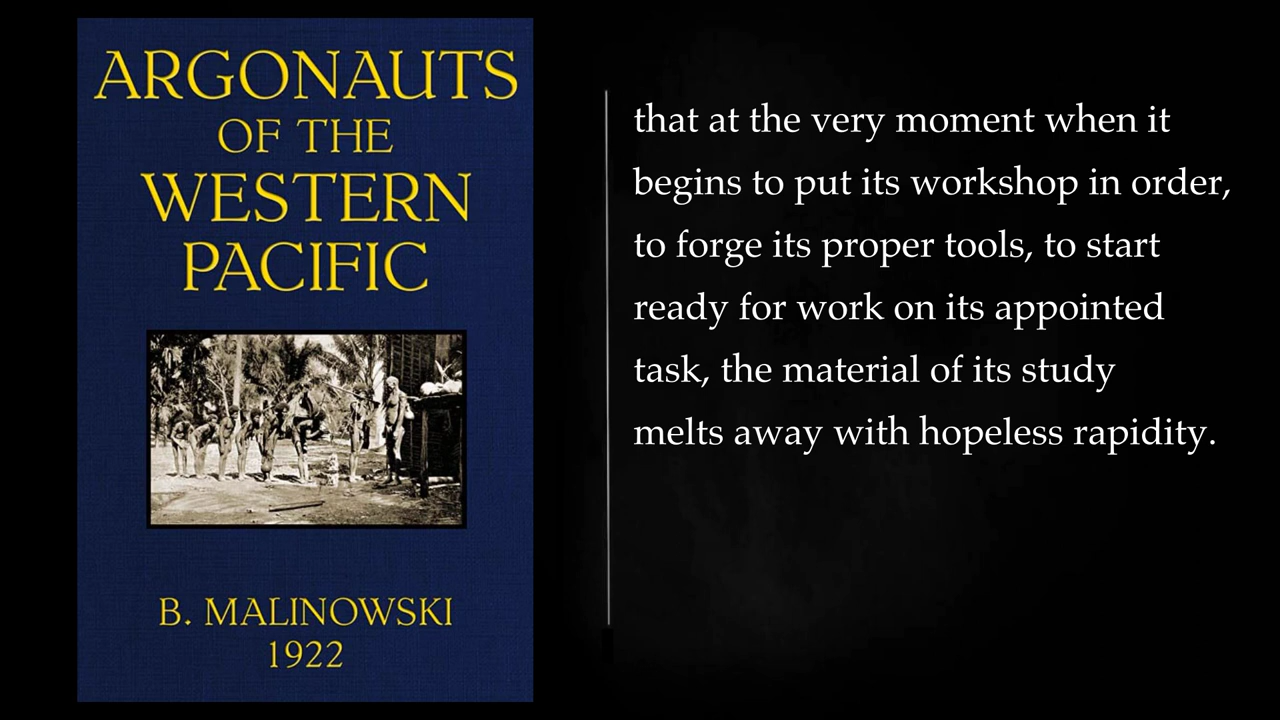 ARGONAUTS
OF THE
WESTERN
PACIFIC
B. MALINOWSKI
1922
that at the very moment when it
begins to put its workshop in order,
to forge its proper tools, to start
ready for work on its appointed
task, the material of its study
melts away with hopeless rapidity.